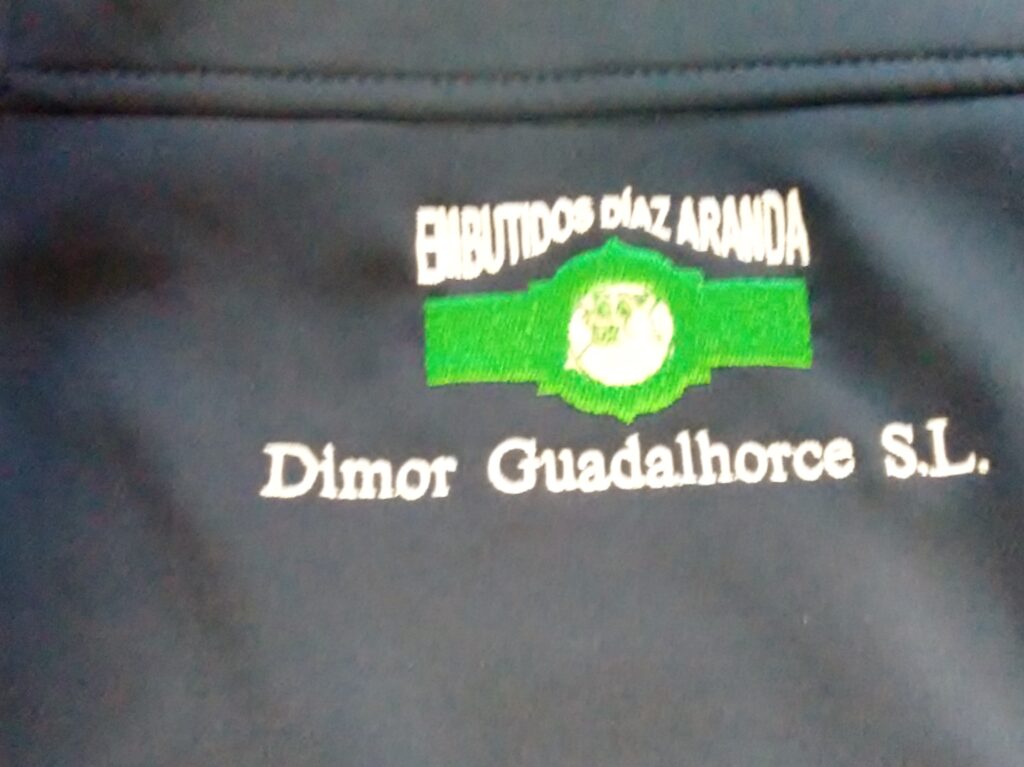 EMBUTIDOS DÍAZ ARANDA
Dimor Guadalhorce S.L.